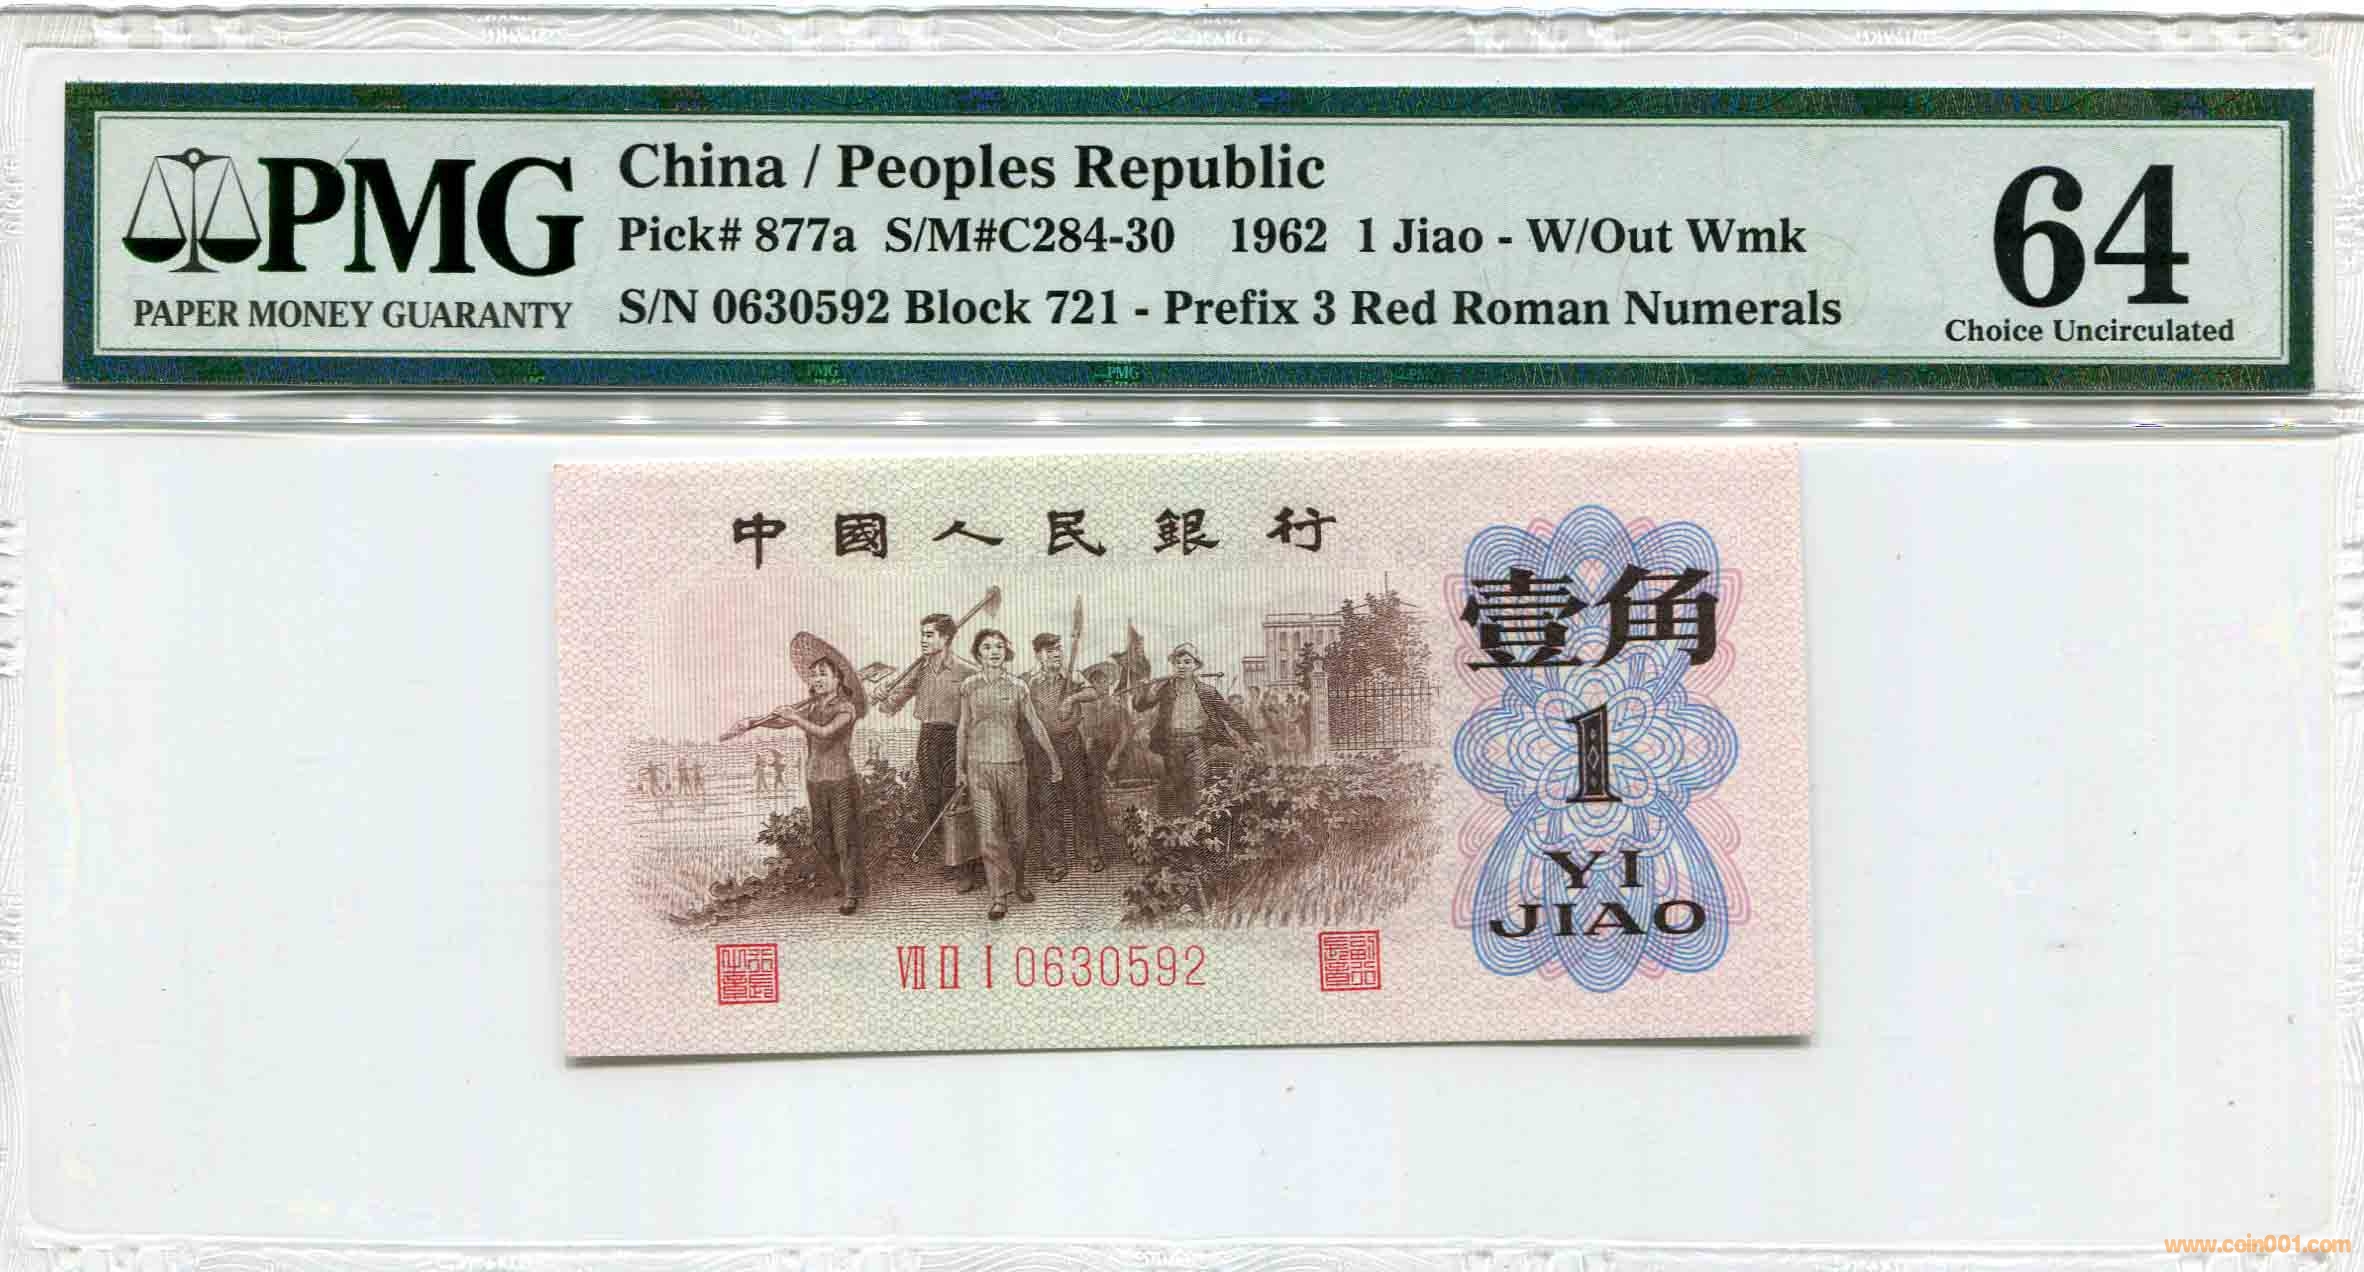 PMG
PAPER MONEY GUARANTY
China / Peoples Republic
Pick# 877a S/M#C284-30 1962 1 Jiao - W/Out Wmk
S/N 0630592 Block 721 - Prefix 3 Red Roman Numerals
64
Choice Uncirculated
PMG
PMG
中國人民銀行
壹角
1
YI
JIAO
VII II I 0630592
www.coin001.com